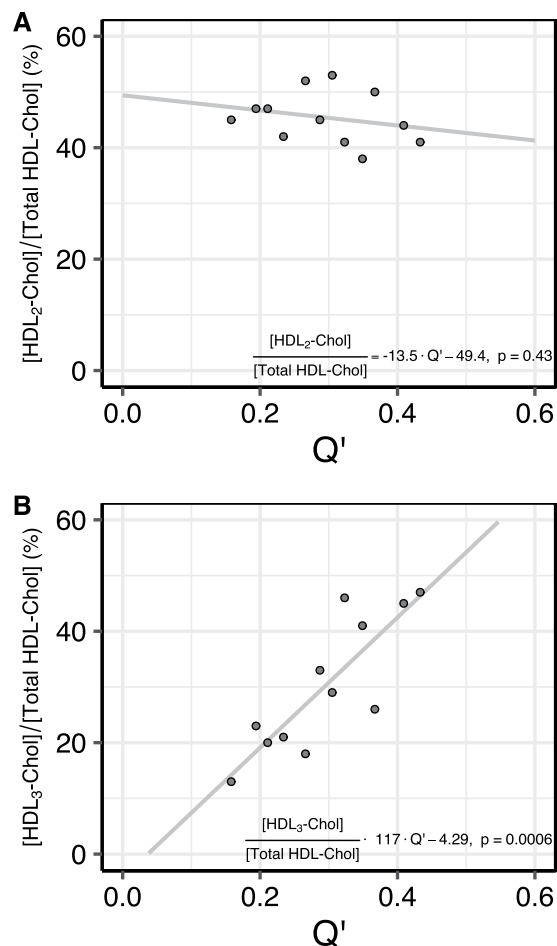 A
[HDL₂-Chol]/[Total HDL-Chol] (%)
60
40
20
0
[HDL₂-Chol]
[Total HDL-Chol]
= -13.5 · Q' − 49.4, p = 0.43
0.0 0.2 0.4 0.6
Q'
B
[HDL₃-Chol]/[Total HDL-Chol] (%)
60
40
20
0
[HDL₃-Chol]
[Total HDL-Chol]
· 117 · Q' − 4.29, p = 0.0006
0.0 0.2 0.4 0.6
Q'